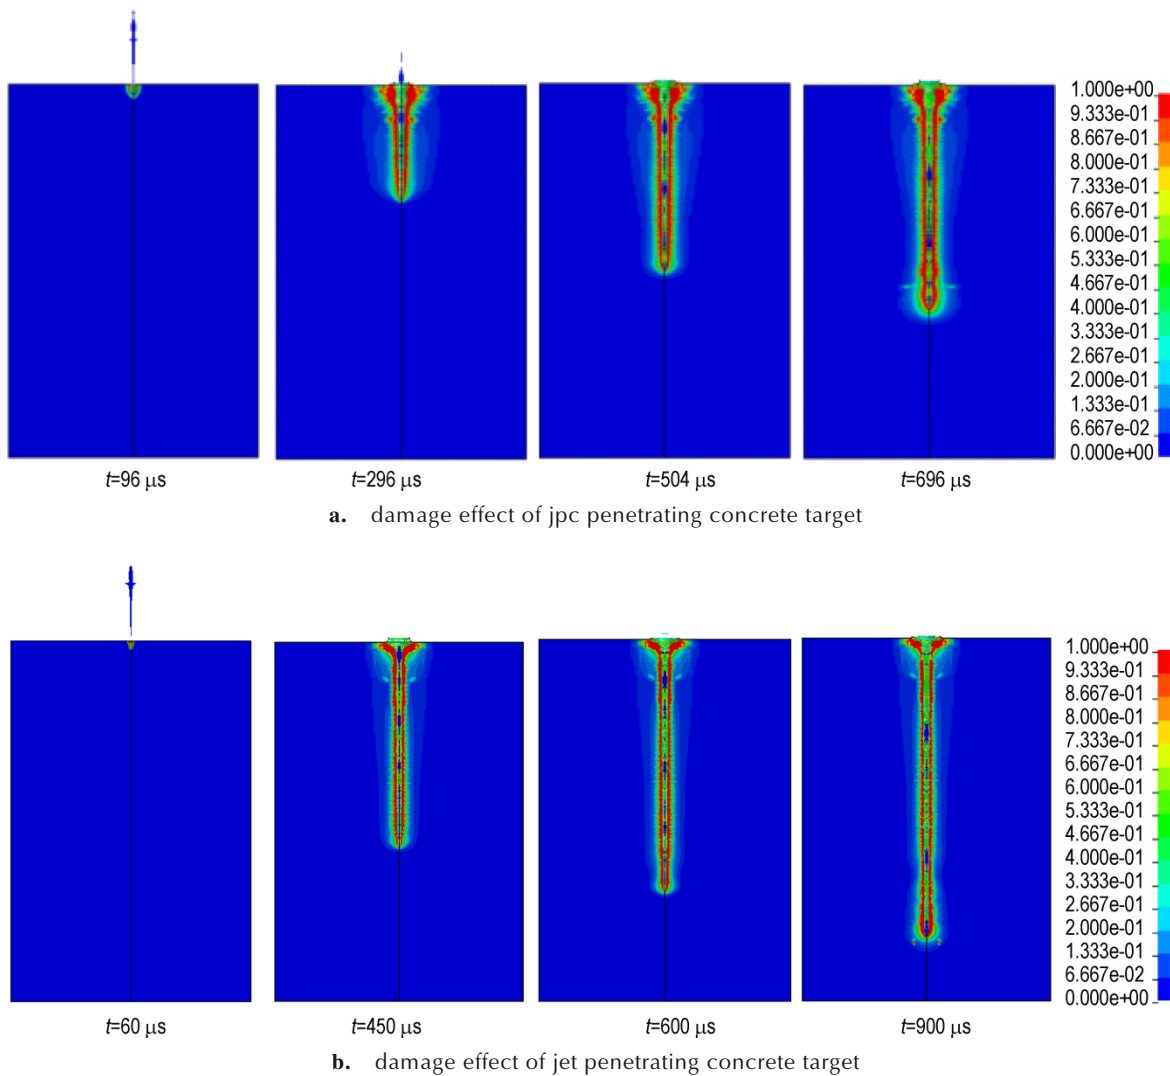 1.000e+00
9.333e-01
8.667e-01
8.000e-01
7.333e-01
6.667e-01
6.000e-01
5.333e-01
4.667e-01
4.000e-01
3.333e-01
2.667e-01
2.000e-01
1.333e-01
6.667e-02
0.000e+00
t=96 μs t=296 μs t=504 μs t=696 μs
a. damage effect of jpc penetrating concrete target
1.000e+00
9.333e-01
8.667e-01
8.000e-01
7.333e-01
6.667e-01
6.000e-01
5.333e-01
4.667e-01
4.000e-01
3.333e-01
2.667e-01
2.000e-01
1.333e-01
6.667e-02
0.000e+00
t=60 μs t=450 μs t=600 μs t=900 μs
b. damage effect of jet penetrating concrete target